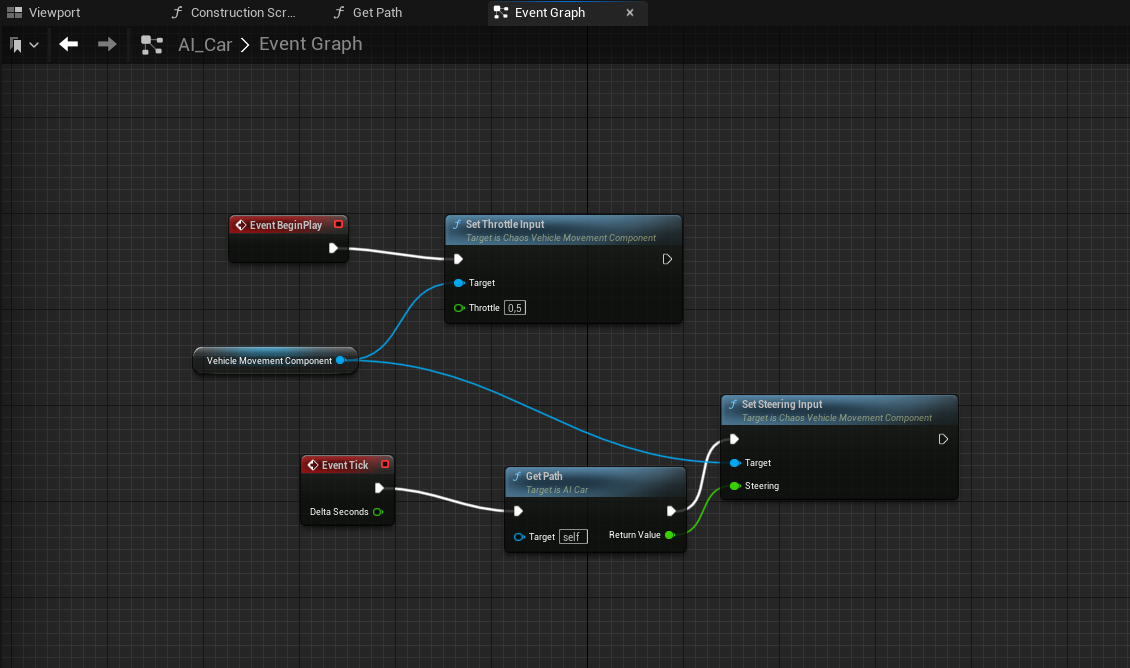 Viewport
Construction Scr...
Get Path
Event Graph
AI_Car > Event Graph
Event BeginPlay
Set Throttle Input
Target is Chaos Vehicle Movement Component
Target
Throttle 0,5
Vehicle Movement Component
Set Steering Input
Target is Chaos Vehicle Movement Component
Target
Steering
Event Tick
Delta Seconds
Get Path
Target is AI Car
Target self
Return Value